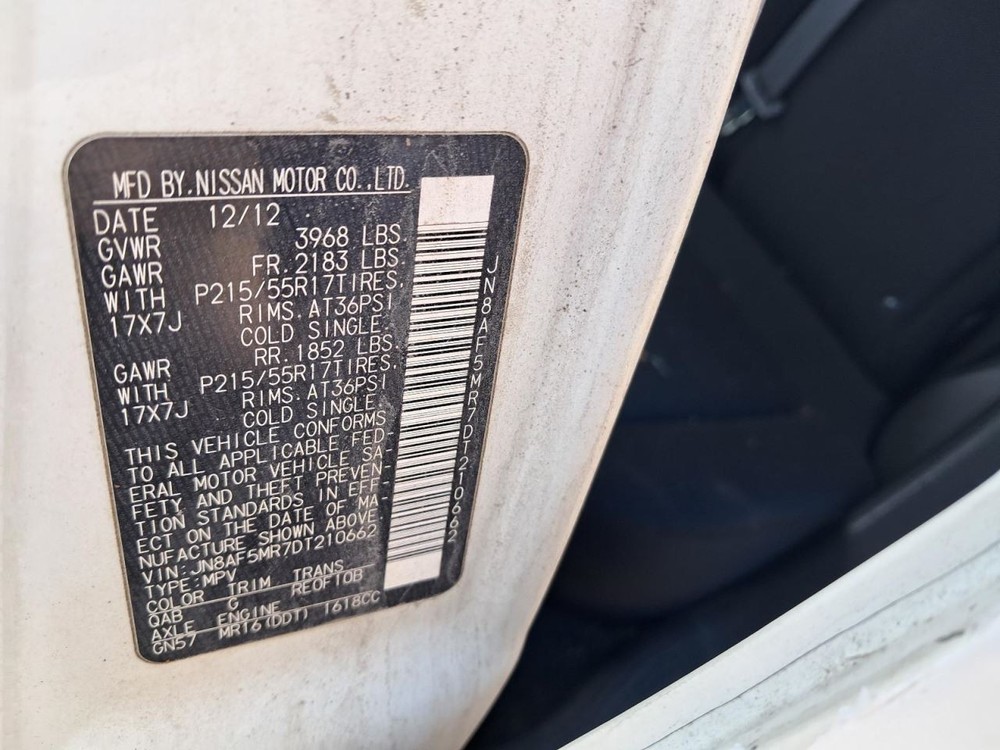 MFD BY.NISSAN MOTOR CO.,LTD.
DATE 12/12
GVWR 3968 LBS.
GAWR FR.2183 LBS.
WITH P215/55R17TIRES,
17X7J RIMS.AT36PSI
COLD SINGLE.
GAWR RR.1852 LBS.
WITH P215/55R17TIRES,
17X7J RIMS.AT36PSI
COLD SINGLE.
THIS VEHICLE CONFORMS
TO ALL APPLICABLE FED-
ERAL MOTOR VEHICLE SA-
FETY AND THEFT PREVEN-
TION STANDARDS IN EFF-
ECT ON THE DATE OF MA-
NUFACTURE SHOWN ABOVE.
VIN:JN8AF5MR7DT210662
TYPE:MPV
COLOR TRIM TRANS
QAB G RE0F10B
AXLE ENGINE
GN57 MR16(DDT) 1618CC
JN8AF5MR7DT210662